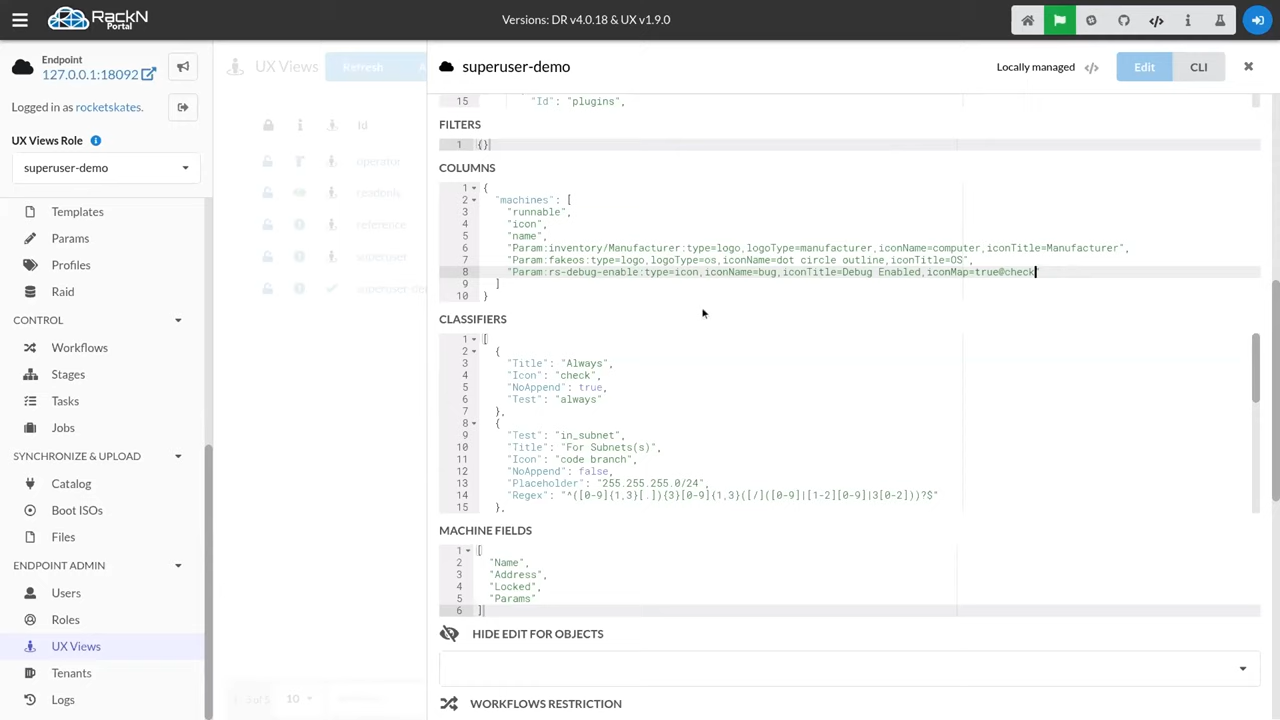 RackN
Portal
Versions: DR v4.0.18 & UX v1.9.0
Endpoint
127.0.0.1:18092
Logged in as rocketskates.
UX Views Role
superuser-demo
Templates
Params
Profiles
Raid
CONTROL
Workflows
Stages
Tasks
Jobs
SYNCHRONIZE & UPLOAD
Catalog
Boot ISOs
Files
ENDPOINT ADMIN
Users
Roles
UX Views
Tenants
Logs
UX Views
Refresh
Id
operator
readonly
reference
superuser
superuser-de
10
superuser-demo
Locally managed
Edit
CLI
15 "Id": "plugins",
FILTERS
1 {}
COLUMNS
1 {
2 "machines": [
3 "runnable",
4 "icon",
5 "name",
6 "Param:inventory/Manufacturer:type=logo,logoType=manufacturer,iconName=computer,iconTitle=Manufacturer",
7 "Param:fakeos:type=logo,logoType=os,iconName=dot circle outline,iconTitle=OS",
8 "Param:rs-debug-enable:type=icon,iconName=bug,iconTitle=Debug Enabled,iconMap=true@check"
9 ]
10 }
CLASSIFIERS
1 [
2 {
3 "Title": "Always",
4 "Icon": "check",
5 "NoAppend": true,
6 "Test": "always"
7 },
8 {
9 "Test": "in_subnet",
10 "Title": "For Subnets(s)",
11 "Icon": "code branch",
12 "NoAppend": false,
13 "Placeholder": "255.255.255.0/24",
14 "Regex": "^([0-9]{1,3}[.]){3}[0-9]{1,3}([/]([0-9]|[1-2][0-9]|3[0-2]))?$"
15 },
MACHINE FIELDS
1 [
2 "Name",
3 "Address",
4 "Locked",
5 "Params"
6 ]
HIDE EDIT FOR OBJECTS
WORKFLOWS RESTRICTION